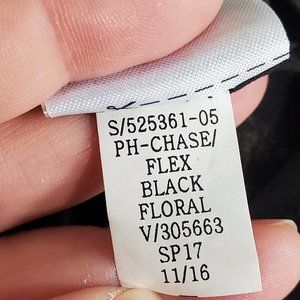 S/525361-05
PH-CHASE/
FLEX
BLACK
FLORAL
V/305663
SP17
11/16